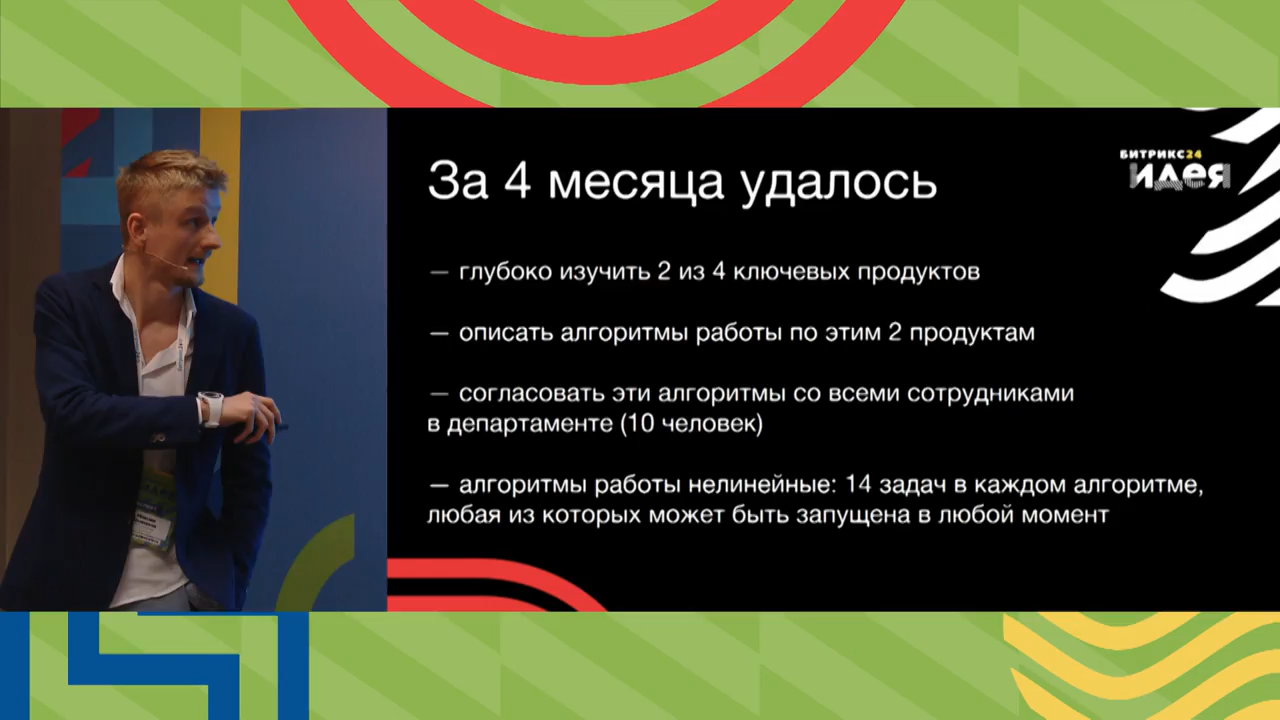 За 4 месяца удалось
БИТРИКС24
идея
— глубоко изучить 2 из 4 ключевых продуктов
— описать алгоритмы работы по этим 2 продуктам
— согласовать эти алгоритмы со всеми сотрудниками
в департаменте (10 человек)
— алгоритмы работы нелинейные: 14 задач в каждом алгоритме,
любая из которых может быть запущена в любой момент